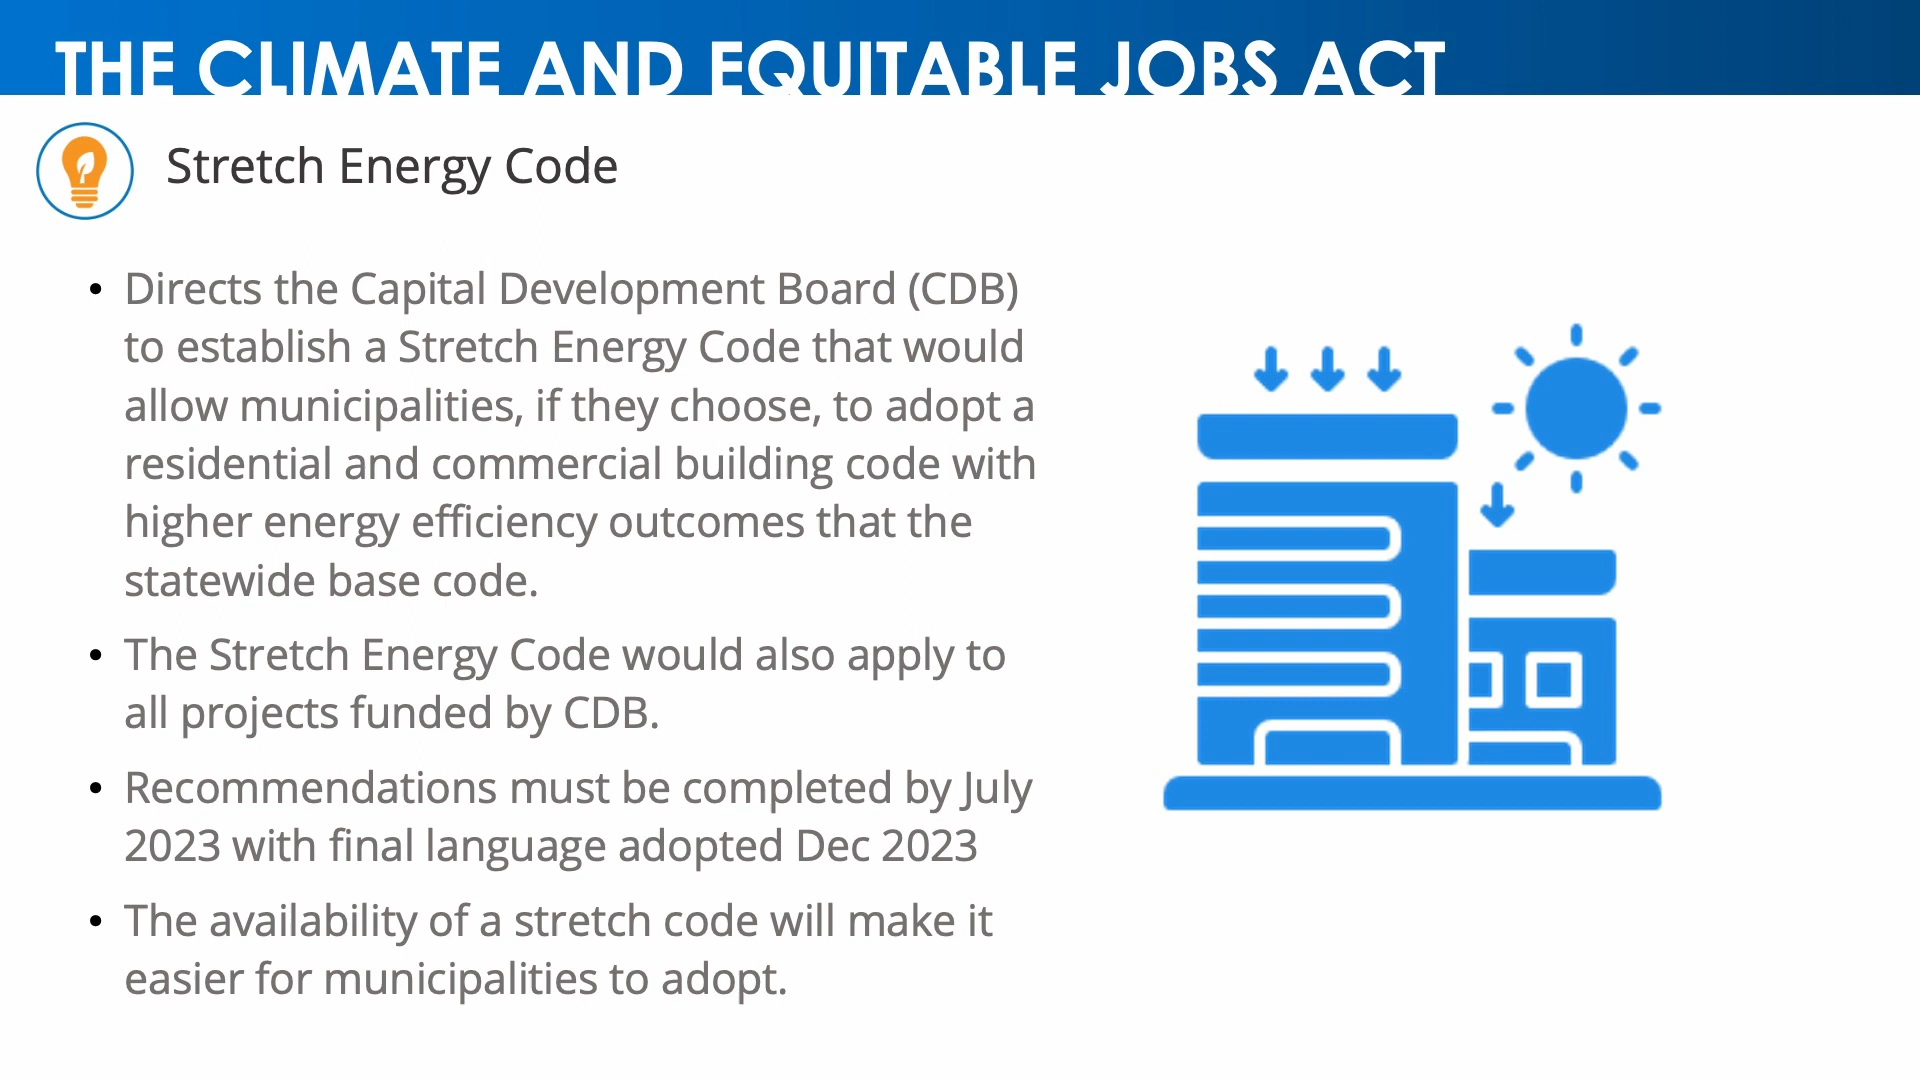 THE CLIMATE AND EQUITABLE JOBS ACT
Stretch Energy Code
• Directs the Capital Development Board (CDB)
to establish a Stretch Energy Code that would
allow municipalities, if they choose, to adopt a
residential and commercial building code with
higher energy efficiency outcomes that the
statewide base code.
• The Stretch Energy Code would also apply to
all projects funded by CDB.
• Recommendations must be completed by July
2023 with final language adopted Dec 2023
• The availability of a stretch code will make it
easier for municipalities to adopt.